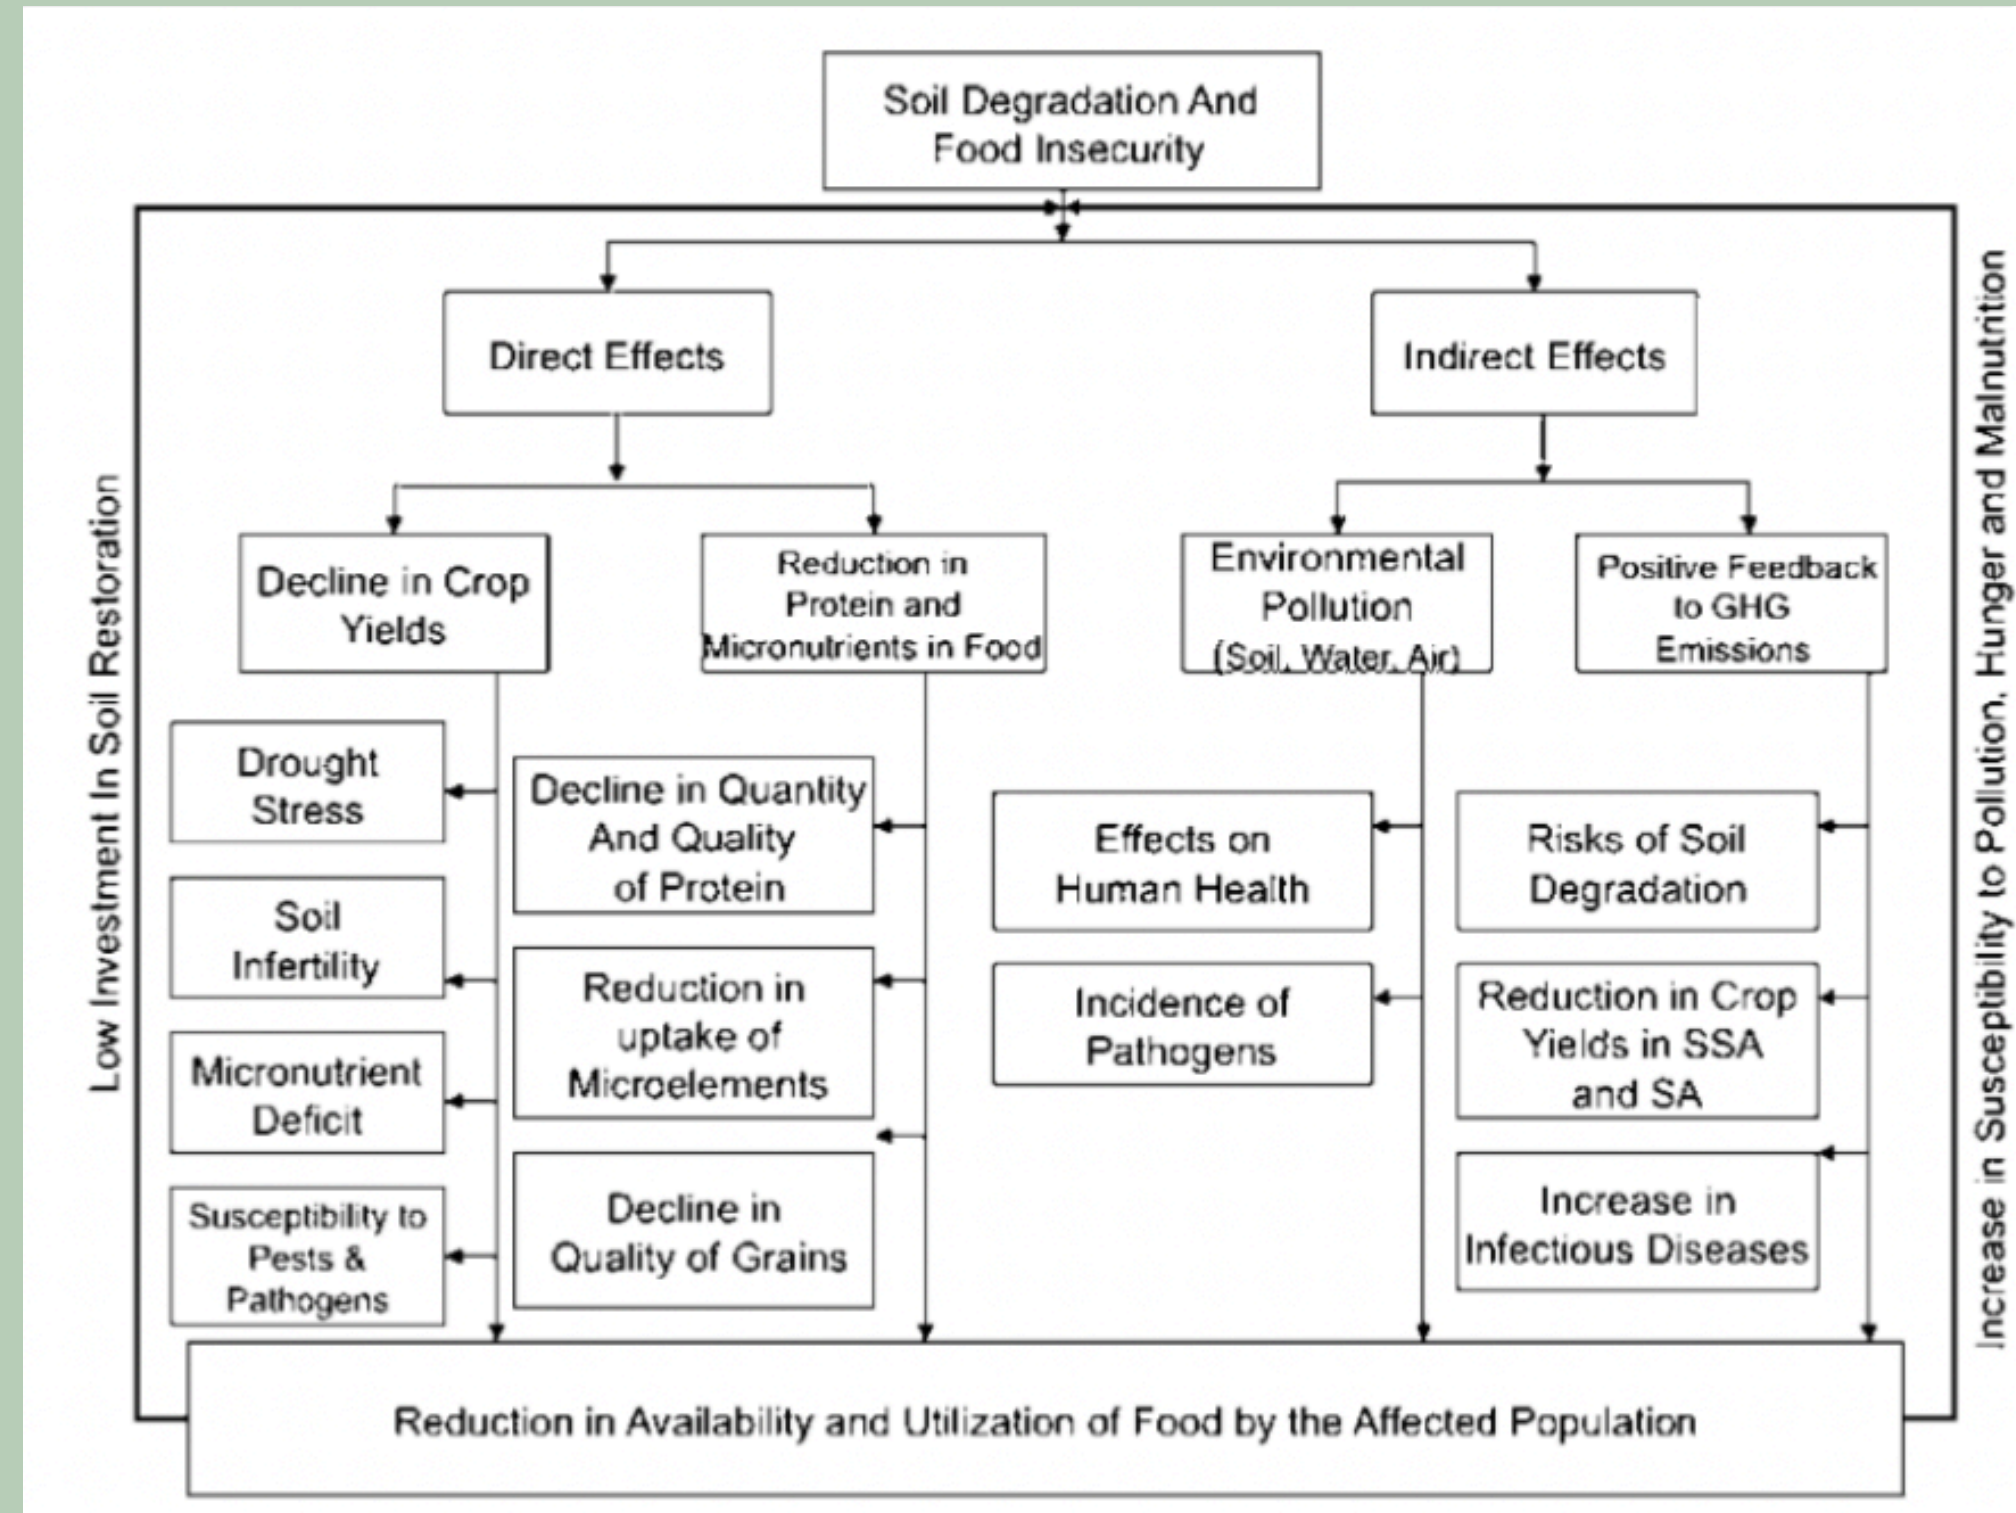 Soil Degradation And
Food Insecurity
Direct Effects
Indirect Effects
Decline in Crop
Yields
Reduction in
Protein and
Micronutrients in Food
Environmental
Pollution
(Soil, Water, Air)
Positive Feedback
to GHG
Emissions
Low Investment In Soil Restoration
Drought
Stress
Soil
Infertility
Micronutrient
Deficit
Susceptibility to
Pests &
Pathogens
Decline in Quantity
And Quality
of Protein
Reduction in
uptake of
Microelements
Decline in
Quality of Grains
Effects on
Human Health
Incidence of
Pathogens
Risks of Soil
Degradation
Reduction in Crop
Yields in SSA
and SA
Increase in
Infectious Diseases
Increase in Susceptibility to Pollution, Hunger and Malnutrition
Reduction in Availability and Utilization of Food by the Affected Population